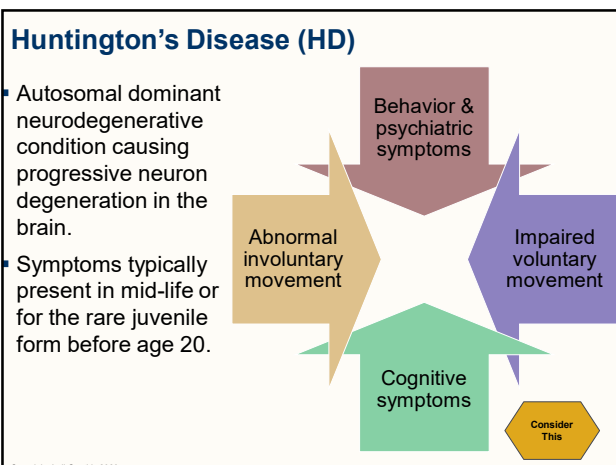 Huntington's Disease (HD)
▪ Autosomal dominant
neurodegenerative
condition causing
progressive neuron
degeneration in the
brain.
▪ Symptoms typically
present in mid-life or
for the rare juvenile
form before age 20.
Behavior &
psychiatric
symptoms
Abnormal
involuntary
movement
Impaired
voluntary
movement
Cognitive
symptoms
Consider
This